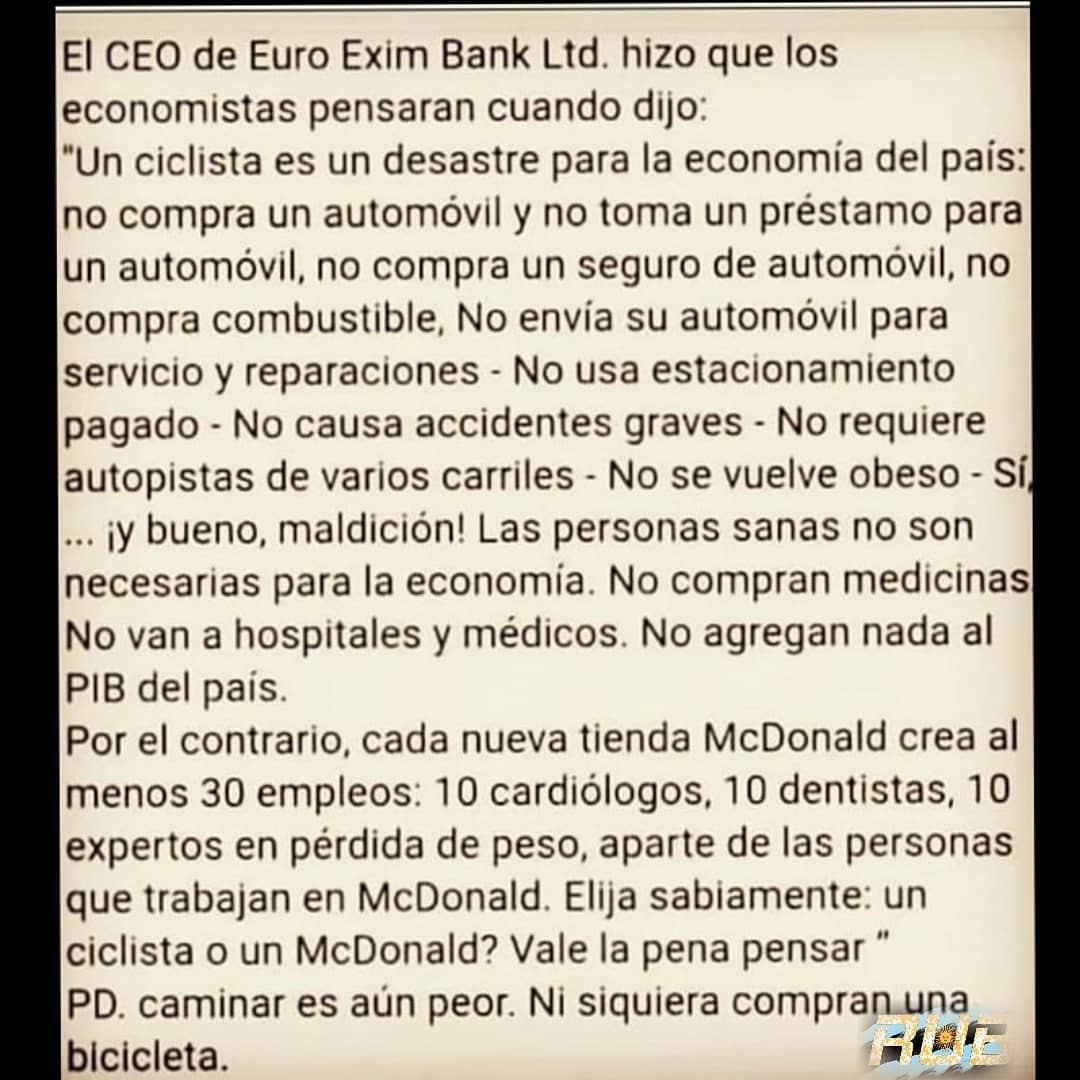 El CEO de Euro Exim Bank Ltd. hizo que los
economistas pensaran cuando dijo:
"Un ciclista es un desastre para la economía del país:
no compra un automóvil y no toma un préstamo para
un automóvil, no compra un seguro de automóvil, no
compra combustible, No envía su automóvil para
servicio y reparaciones - No usa estacionamiento
pagado - No causa accidentes graves - No requiere
autopistas de varios carriles - No se vuelve obeso - Sí,
... ¡y bueno, maldición! Las personas sanas no son
necesarias para la economía. No compran medicinas.
No van a hospitales y médicos. No agregan nada al
PIB del país.
Por el contrario, cada nueva tienda McDonald crea al
menos 30 empleos: 10 cardiólogos, 10 dentistas, 10
expertos en pérdida de peso, aparte de las personas
que trabajan en McDonald. Elija sabiamente: un
ciclista o un McDonald? Vale la pena pensar "
PD. caminar es aún peor. Ni siquiera compran una
bicicleta.